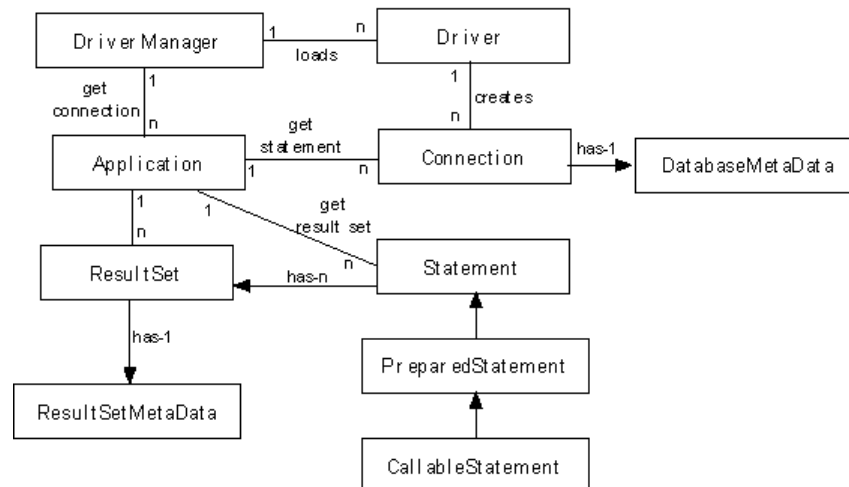 DriverManager
1
n
loads
Driver
1
get
connection
n
1
creates
n
Application
get
statement
1
n
Connection
has-1
DatabaseMetaData
1
n
1
get
result set
n
ResultSet
has-n
Statement
has-1
PreparedStatement
ResultSetMetaData
CallableStatement